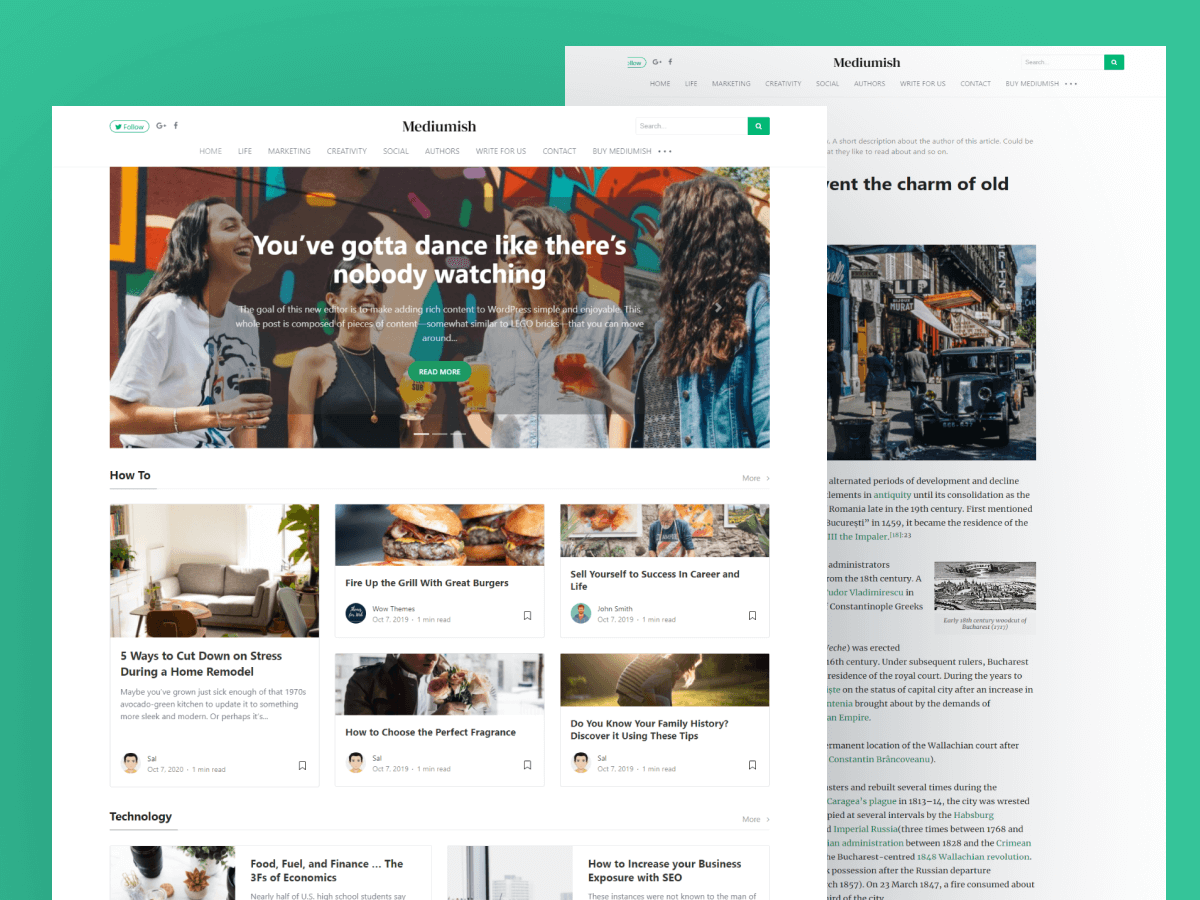 Follow
G+
f
Mediumish
Search...
HOME LIFE MARKETING CREATIVITY SOCIAL AUTHORS WRITE FOR US CONTACT BUY MEDIUMISH
You've gotta dance like there's
nobody watching
The goal of this new editor is to make adding rich content to WordPress simple and enjoyable. This
whole post is composed of pieces of content—somewhat similar to LEGO bricks—that you can move
around...
READ MORE
How To
More >
5 Ways to Cut Down on Stress
During a Home Remodel
Maybe you've grown just sick enough of that 1970s
avocado-green kitchen to update it to something
more sleek and modern. Or perhaps it's...
Sal
Oct 7, 2020 · 1 min read
Fire Up the Grill With Great Burgers
Wow Themes
Oct 7, 2019 · 1 min read
Sell Yourself to Success In Career and
Life
John Smith
Oct 7, 2019 · 1 min read
How to Choose the Perfect Fragrance
Sal
Oct 7, 2019 · 1 min read
Do You Know Your Family History?
Discover it Using These Tips
Sal
Oct 7, 2019 · 1 min read
Technology
More >
Food, Fuel, and Finance ... The
3Fs of Economics
Nearly half of U.S. high school students say
How to Increase your Business
Exposure with SEO
These instances were not known to the man of
G+
f
Mediumish
Search...
HOME LIFE MARKETING CREATIVITY SOCIAL AUTHORS WRITE FOR US CONTACT BUY MEDIUMISH
A short description about the author of this article. Could be
at they like to read about and so on.
vent the charm of old
alternated periods of development and decline
lements in antiquity until its consolidation as the
Romania late in the 19th century. First mentioned
București" in 1459, it became the residence of the
III the Impaler.[18]:23
administrators
rom the 18th century. A
Tudor Vladimirescu in
Constantinople Greeks
Early 18th century woodcut of
Bucharest (1717)
Veche) was erected
16th century. Under subsequent rulers, Bucharest
residence of the royal court. During the years to
iște on the status of capital city after an increase in
ntenia brought about by the demands of
an Empire.
ermanent location of the Wallachian court after
Constantin Brâncoveanu).
asters and rebuilt several times during the
Caragea's plague in 1813–14, the city was wrested
pied at several intervals by the Habsburg
d Imperial Russia(three times between 1768 and
ian administration between 1828 and the Crimean
he Bucharest-centred 1848 Wallachian revolution.
possession after the Russian departure
rch 1857). On 23 March 1847, a fire consumed about
hird of the city.